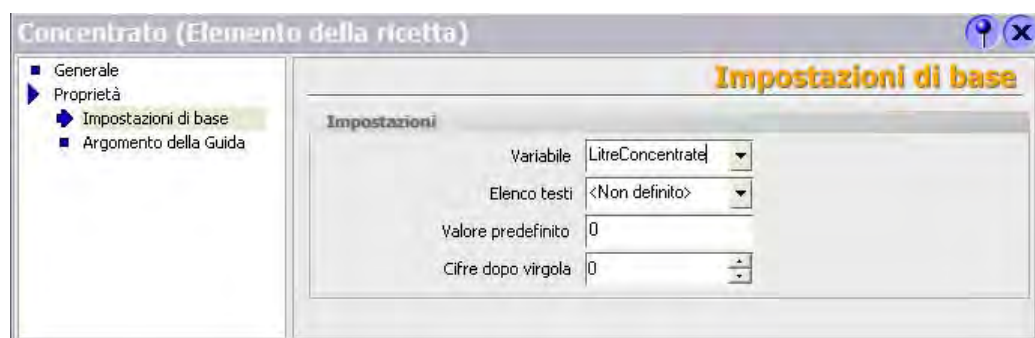 Concentrato (Elemento della ricetta)
Generale
Proprietà
Impostazioni di base
Argomento della Guida
Impostazioni di base
Impostazioni
Variabile LitreConcentrate
Elenco testi <Non definito>
Valore predefinito 0
Cifre dopo virgola 0